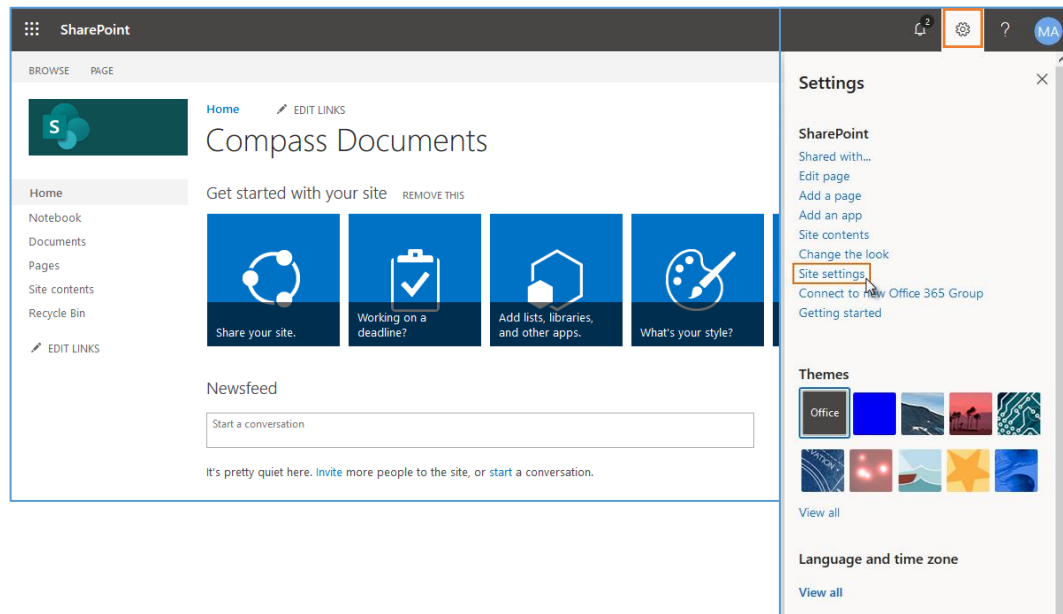 SharePoint
2
?
MA
BROWSE PAGE
S
Home EDIT LINKS
Compass Documents
Home
Notebook
Documents
Pages
Site contents
Recycle Bin
EDIT LINKS
Get started with your site REMOVE THIS
Share your site.
Working on a
deadline?
Add lists, libraries,
and other apps.
What's your style?
Newsfeed
Start a conversation
It's pretty quiet here. Invite more people to the site, or start a conversation.
Settings
SharePoint
Shared with...
Edit page
Add a page
Add an app
Site contents
Change the look
Site settings
Connect to new Office 365 Group
Getting started
Themes
Office
VATION
View all
Language and time zone
View all